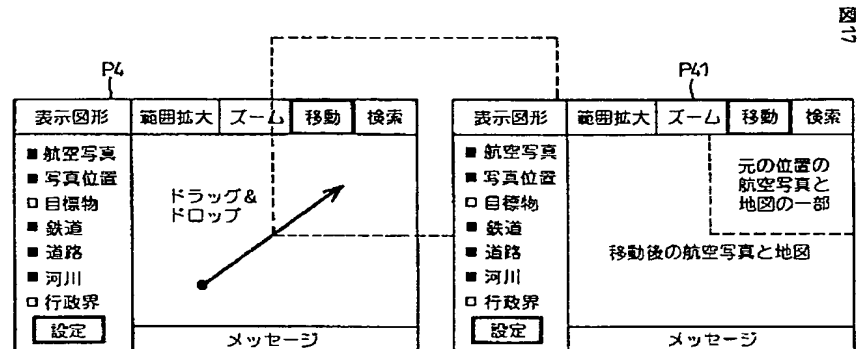 図17
P4
表示図形 範囲拡大 ズーム 移動 検索
■ 航空写真
■ 写真位置
□ 目標物
■ 鉄道
■ 道路
■ 河川
□ 行政界
設定
ドラッグ&
ドロップ
メッセージ
P41
表示図形 範囲拡大 ズーム 移動 検索
■ 航空写真
■ 写真位置
□ 目標物
■ 鉄道
■ 道路
■ 河川
□ 行政界
設定
元の位置の
航空写真と
地図の一部
移動後の航空写真と地図
メッセージ